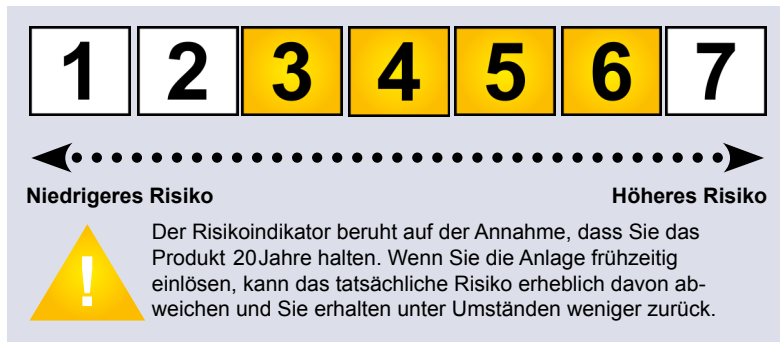 1 2 3 4 5 6 7
Niedrigeres Risiko Höheres Risiko
! Der Risikoindikator beruht auf der Annahme, dass Sie das
Produkt 20Jahre halten. Wenn Sie die Anlage frühzeitig
einlösen, kann das tatsächliche Risiko erheblich davon ab-
weichen und Sie erhalten unter Umständen weniger zurück.